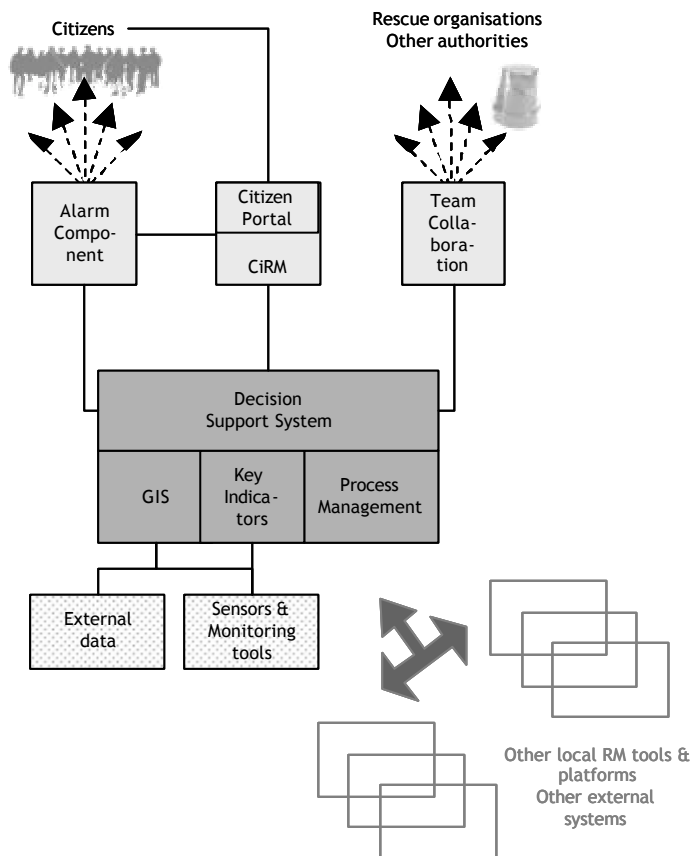 Citizens
Rescue organisations
Other authorities
Alarm
Compo-
nent
Citizen
Portal
CiRM
Team
Colla-
bora-
tion
Decision
Support System
GIS
Key
Indica-
tors
Process
Management
External
data
Sensors &
Monitoring
tools
Other local RM tools &
platforms
Other external
systems